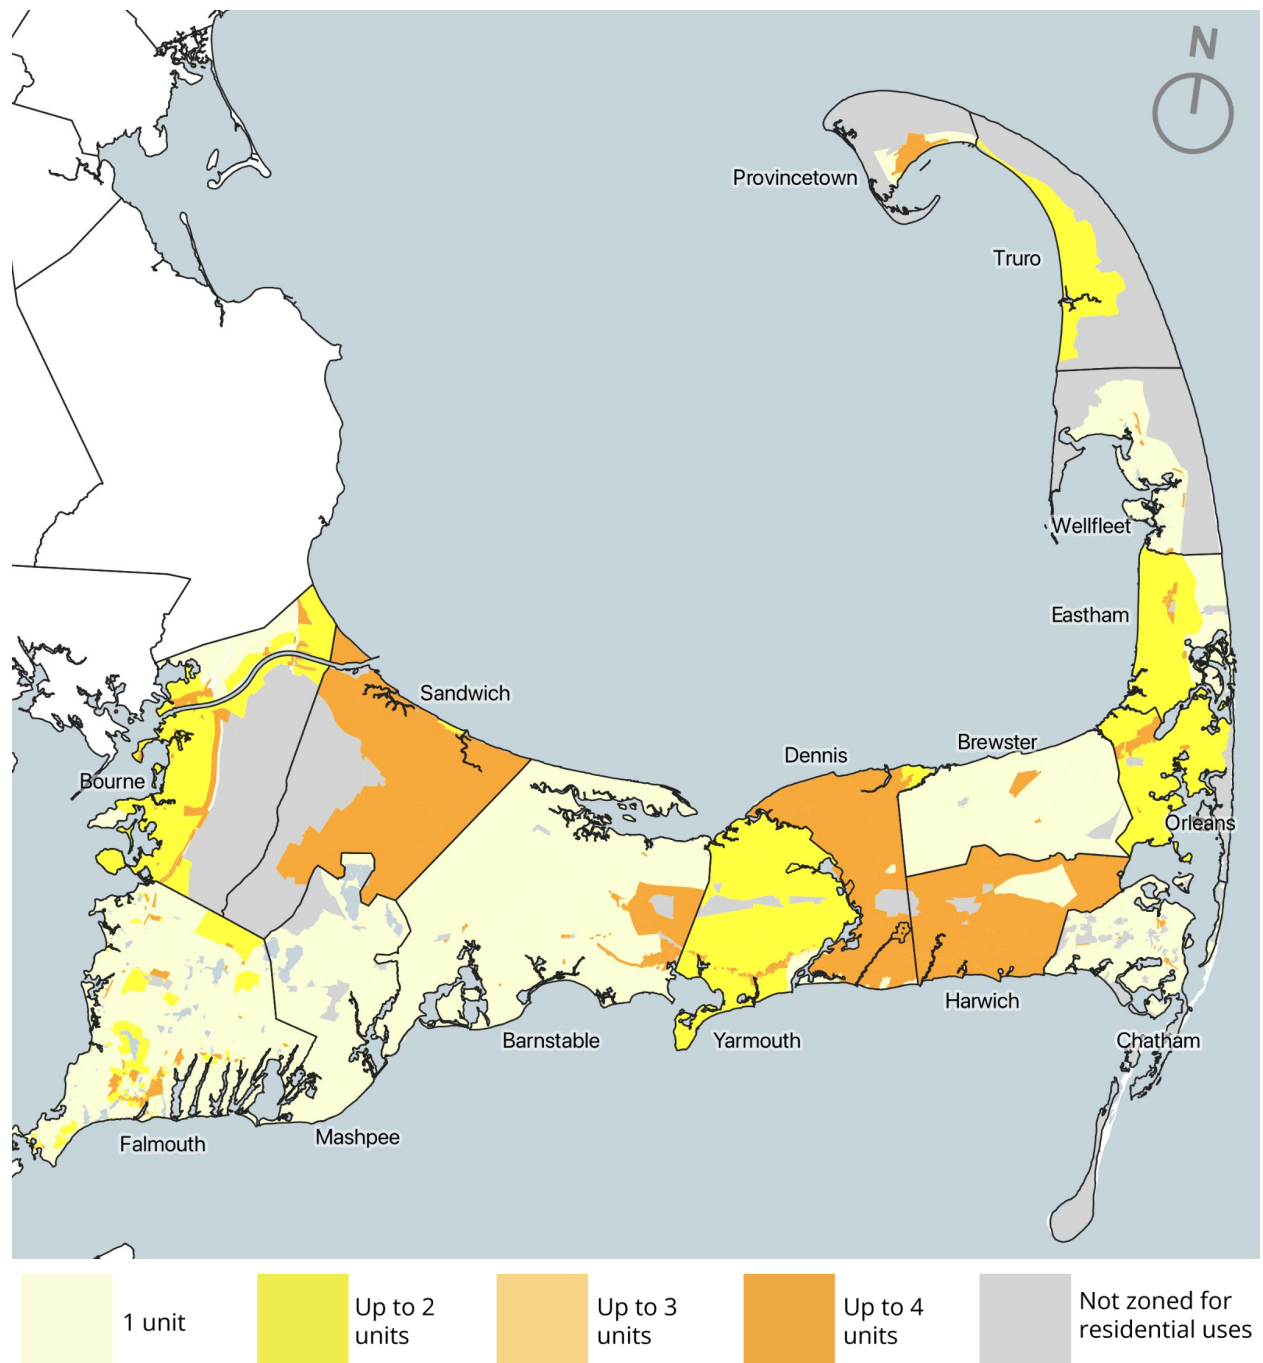 N
Provincetown
Truro
Wellfleet
Eastham
Sandwich
Dennis
Brewster
Bourne
Orleans
Harwich
Barnstable
Yarmouth
Chatham
Falmouth
Mashpee
1 unit
Up to 2
units
Up to 3
units
Up to 4
units
Not zoned for
residential uses